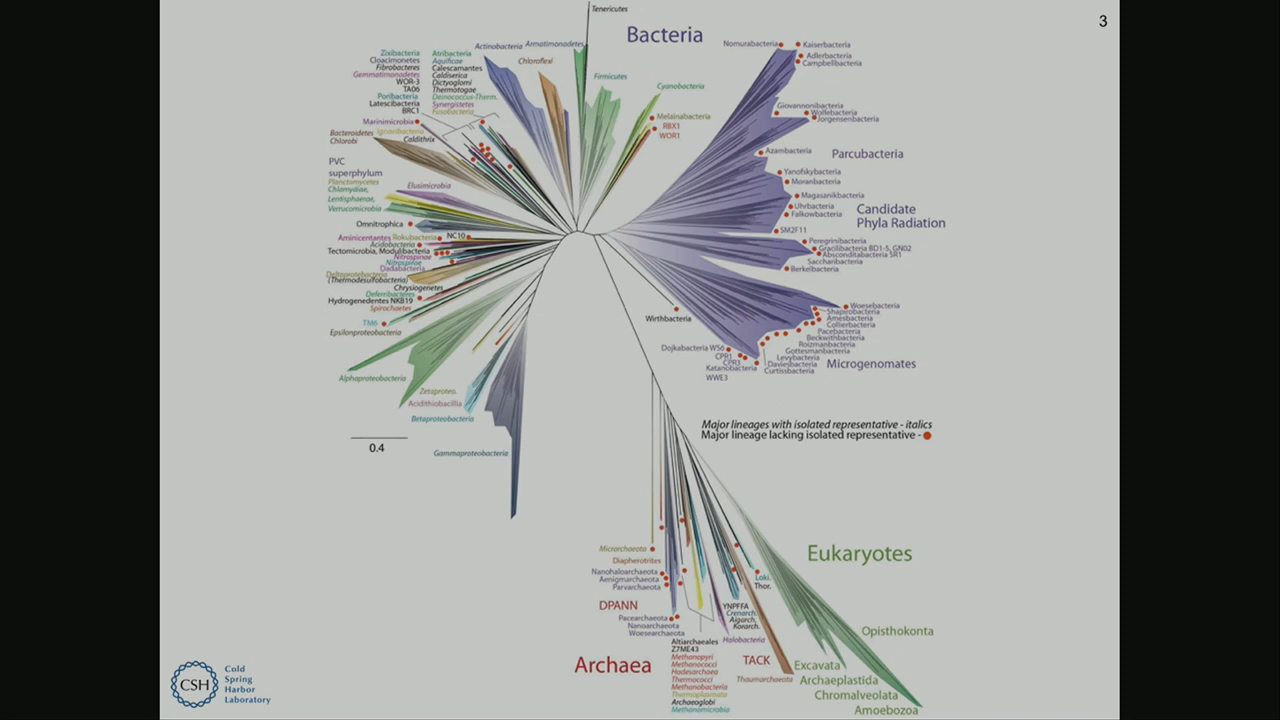 3
Tenericutes
Bacteria
Nomurabacteria
Kaiserbacteria
Adlerbacteria
Campbellbacteria
Actinobacteria
Armatimonadetes
Chloroflexi
Firmicutes
Cyanobacteria
Melainabacteria
RBX1
WOR1
Zixibacteria
Cloacimonetes
Fibrobacteres
Gemmatimonadetes
WOR-3
TA06
Poribacteria
Latescibacteria
BRC1
Atribacteria
Aquificae
Calescamantes
Caldiserica
Dictyoglomi
Thermotogae
Deinococcus-Therm.
Synergistetes
Fusobacteria
Giovannonibacteria
Wolfebacteria
Jorgensenbacteria
Marinimicrobia
Bacteroidetes
Ignavibacteria
Chlorobi
Caldithrix
Azambacteria
Parcubacteria
PVC
superphylum
Planctomycetes
Chlamydiae,
Lentisphaerae,
Verrucomicrobia
Elusimicrobia
Yanofskybacteria
Moranbacteria
Magasanikbacteria
Uhrbacteria
Falkowbacteria
Candidate
Phyla Radiation
SM2F11
Omnitrophica
Aminicentantes Rokubacteria
NC10
Acidobacteria
Tectomicrobia, Modulibacteria
Nitrospinae
Nitrospirae
Dadabacteria
Deltaprotebacteria
(Thermodesulfobacteria)
Chrysiogenetes
Deferribacteres
Hydrogenedentes NKB19
Spirochaetes
TM6
Epsilonproteobacteria
Peregrinibacteria
Gracilibacteria BD1-5, GN02
Absconditabacteria SR1
Saccharibacteria
Berkelbacteria
Wirthbacteria
Woesebacteria
Shapirobacteria
Amesbacteria
Collierbacteria
Pacebacteria
Beckwithbacteria
Roizmanbacteria
Gottesmanbacteria
Levybacteria
Daviesbacteria
Curtissbacteria
Microgenomates
Dojkabacteria WS6
CPR1
CPR3
Katanobacteria
WWE3
Alphaproteobacteria
Zetaproteo.
Acidithiobacillia
Betaproteobacteria
Gammaproteobacteria
0.4
Major lineages with isolated representative - italics
Major lineage lacking isolated representative -
Micrarchaeota
Diapherotrites
Nanohaloarchaeota
Aenigmarchaeota
Parvarchaeota
DPANN
Pacearchaeota
Nanoarchaeota
Woesearchaeota
Archaea
Altiarchaeales
Z7ME43
Methanopyri
Methanococci
Hadesarchaea
Thermococci
Methanobacteria
Thermoplasmata
Archaeoglobi
Methanomicrobia
Halobacteria
YNPFFA
Crenarch.
Aigarch.
Korarch.
Loki.
Thor.
TACK
Thaumarchaeota
Eukaryotes
Opisthokonta
Excavata
Archaeplastida
Chromalveolata
Amoebozoa
CSH
Cold
Spring
Harbor
Laboratory